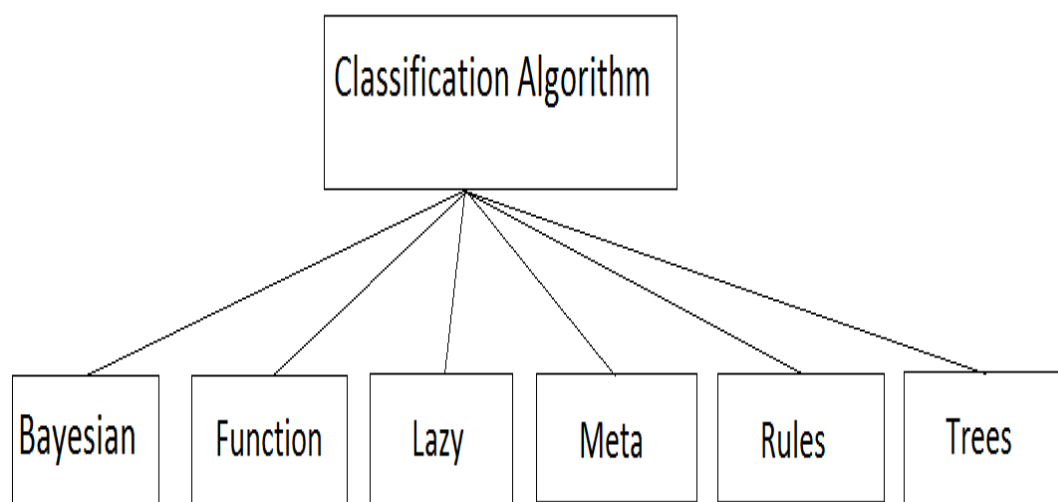 Classification Algorithm
Bayesian
Function
Lazy
Meta
Rules
Trees